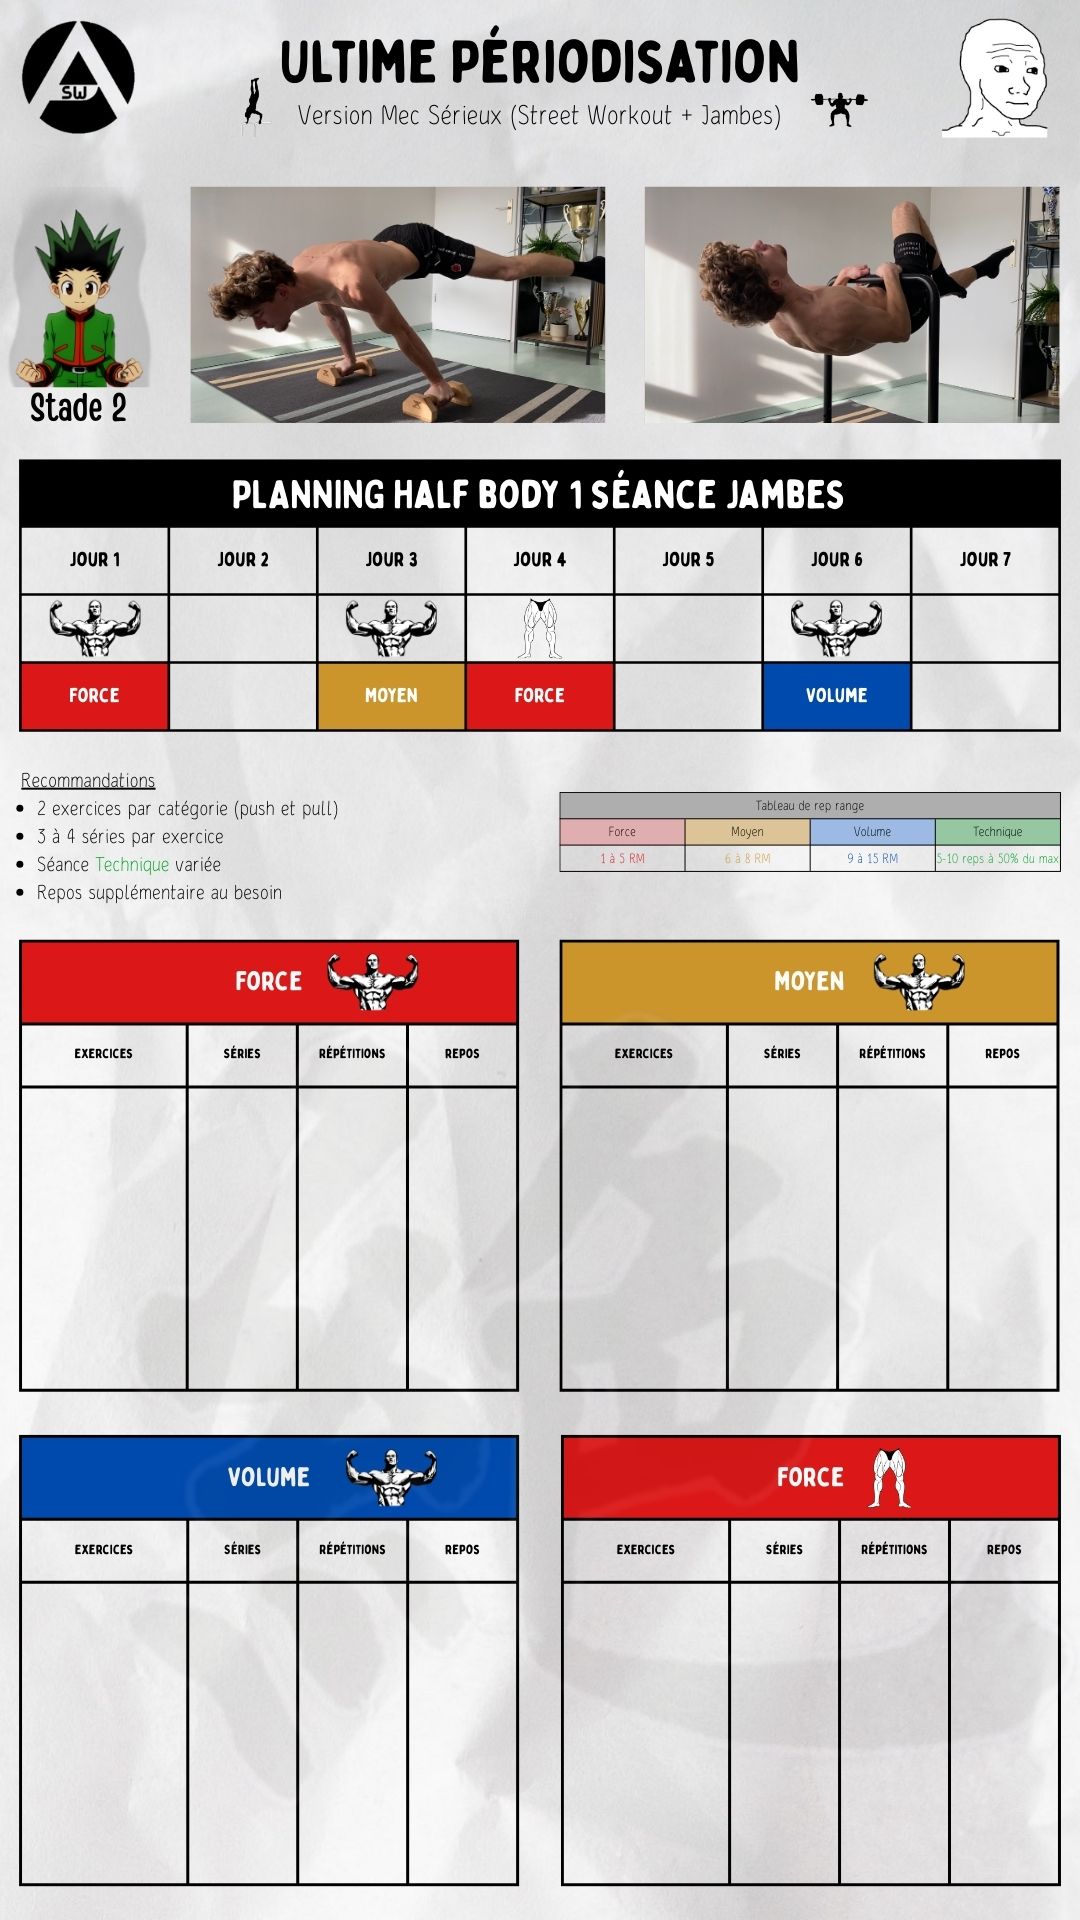 SW
ULTIME PÉRIODISATION
Version Mec Sérieux (Street Workout + Jambes)
Stade 2
PLANNING HALF BODY 1 SÉANCE JAMBES
JOUR 1 JOUR 2 JOUR 3 JOUR 4 JOUR 5 JOUR 6 JOUR 7
FORCE MOYEN FORCE VOLUME
Recommandations
• 2 exercices par catégorie (push et pull)
• 3 à 4 séries par exercice
• Séance Technique variée
• Repos supplémentaire au besoin
Tableau de rep range
Force Moyen Volume Technique
1 à 5 RM 6 à 8 RM 9 à 15 RM 5-10 reps à 50% du max
FORCE
EXERCICES SÉRIES RÉPÉTITIONS REPOS
MOYEN
EXERCICES SÉRIES RÉPÉTITIONS REPOS
VOLUME
EXERCICES SÉRIES RÉPÉTITIONS REPOS
FORCE
EXERCICES SÉRIES RÉPÉTITIONS REPOS